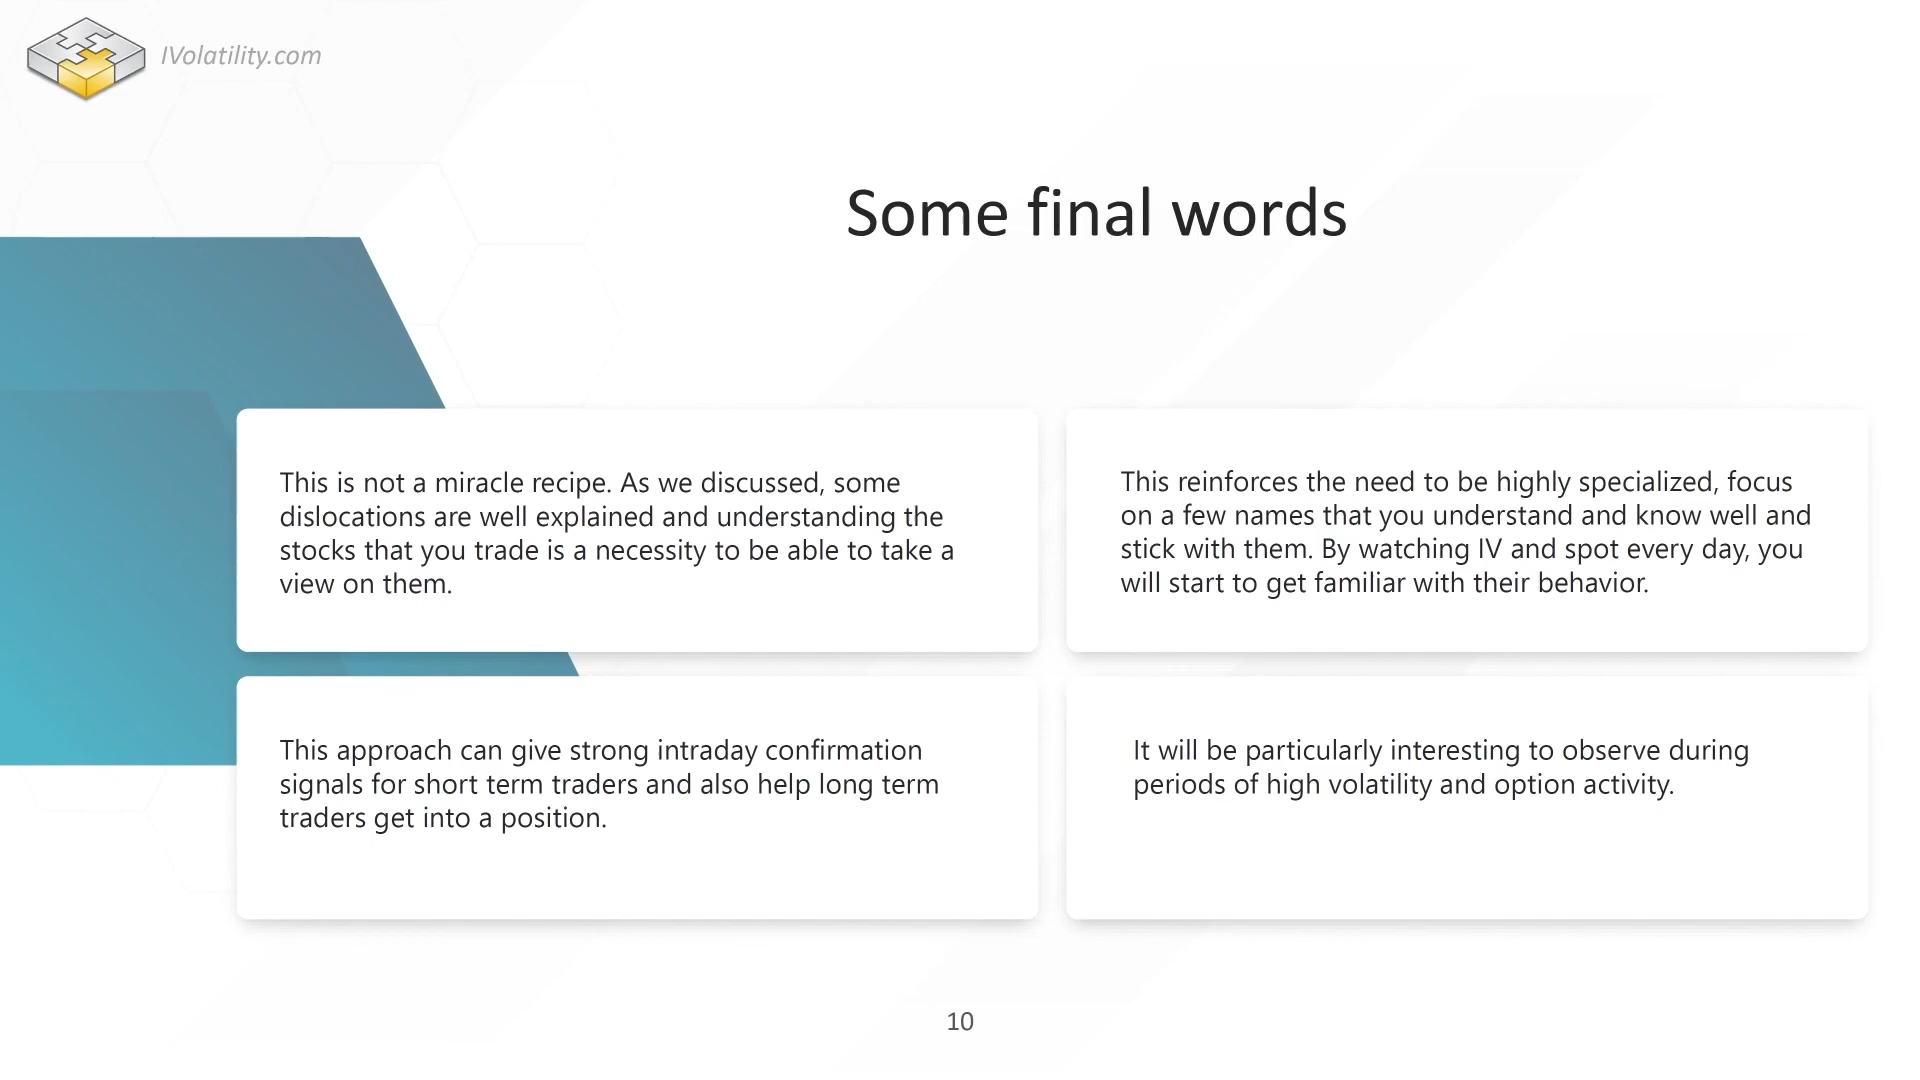 IVolatility.com
Some final words
This is not a miracle recipe. As we discussed, some
dislocations are well explained and understanding the
stocks that you trade is a necessity to be able to take a
view on them.
This reinforces the need to be highly specialized, focus
on a few names that you understand and know well and
stick with them. By watching IV and spot every day, you
will start to get familiar with their behavior.
This approach can give strong intraday confirmation
signals for short term traders and also help long term
traders get into a position.
It will be particularly interesting to observe during
periods of high volatility and option activity.
10